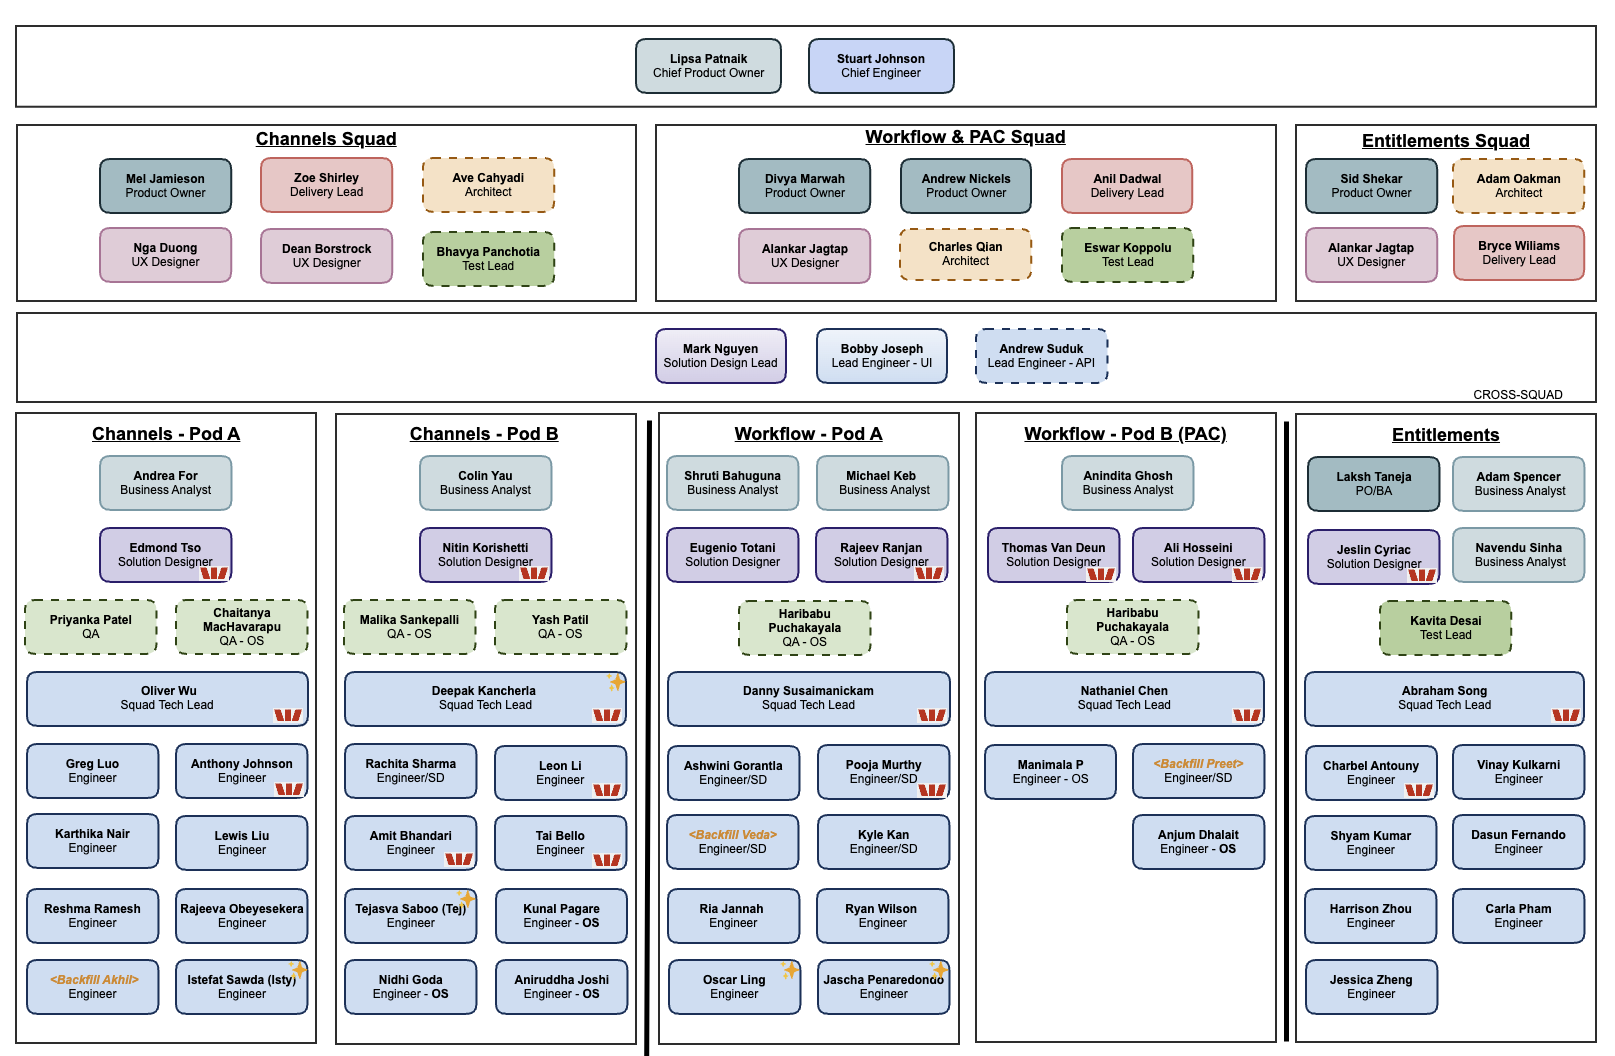 Lipsa Patnaik
Chief Product Owner
Stuart Johnson
Chief Engineer
Channels Squad
Mel Jamieson
Product Owner
Zoe Shirley
Delivery Lead
Ave Cahyadi
Architect
Nga Duong
UX Designer
Dean Borstrock
UX Designer
Bhavya Panchotia
Test Lead
Workflow & PAC Squad
Divya Marwah
Product Owner
Andrew Nickels
Product Owner
Anil Dadwal
Delivery Lead
Alankar Jagtap
UX Designer
Charles Qian
Architect
Eswar Koppolu
Test Lead
Entitlements Squad
Sid Shekar
Product Owner
Adam Oakman
Architect
Alankar Jagtap
UX Designer
Bryce Wiliams
Delivery Lead
Mark Nguyen
Solution Design Lead
Bobby Joseph
Lead Engineer - UI
Andrew Suduk
Lead Engineer - API
CROSS-SQUAD
Channels - Pod A
Andrea For
Business Analyst
Edmond Tso
Solution Designer
Priyanka Patel
QA
Chaitanya
MacHavarapu
QA - OS
Oliver Wu
Squad Tech Lead
Greg Luo
Engineer
Anthony Johnson
Engineer
Karthika Nair
Engineer
Lewis Liu
Engineer
Reshma Ramesh
Engineer
Rajeeva Obeyesekera
Engineer
<Backfill Akhil>
Engineer
Istefat Sawda (Isty)
Engineer
Channels - Pod B
Colin Yau
Business Analyst
Nitin Korishetti
Solution Designer
Malika Sankepalli
QA - OS
Yash Patil
QA - OS
Deepak Kancherla
Squad Tech Lead
Rachita Sharma
Engineer/SD
Leon Li
Engineer
Amit Bhandari
Engineer
Tai Bello
Engineer
Tejasva Saboo (Tej)
Engineer
Kunal Pagare
Engineer - OS
Nidhi Goda
Engineer - OS
Aniruddha Joshi
Engineer - OS
Workflow - Pod A
Shruti Bahuguna
Business Analyst
Michael Keb
Business Analyst
Eugenio Totani
Solution Designer
Rajeev Ranjan
Solution Designer
Haribabu
Puchakayala
QA - OS
Danny Susaimanickam
Squad Tech Lead
Ashwini Gorantla
Engineer/SD
Pooja Murthy
Engineer/SD
<Backfill Veda>
Engineer/SD
Kyle Kan
Engineer/SD
Ria Jannah
Engineer
Ryan Wilson
Engineer
Oscar Ling
Engineer
Jascha Penaredondo
Engineer
Workflow - Pod B (PAC)
Anindita Ghosh
Business Analyst
Thomas Van Deun
Solution Designer
Ali Hosseini
Solution Designer
Haribabu
Puchakayala
QA - OS
Nathaniel Chen
Squad Tech Lead
Manimala P
Engineer - OS
<Backfill Preet>
Engineer/SD
Anjum Dhalait
Engineer - OS
Entitlements
Laksh Taneja
PO/BA
Adam Spencer
Business Analyst
Jeslin Cyriac
Solution Designer
Navendu Sinha
Business Analyst
Kavita Desai
Test Lead
Abraham Song
Squad Tech Lead
Charbel Antouny
Engineer
Vinay Kulkarni
Engineer
Shyam Kumar
Engineer
Dasun Fernando
Engineer
Harrison Zhou
Engineer
Carla Pham
Engineer
Jessica Zheng
Engineer